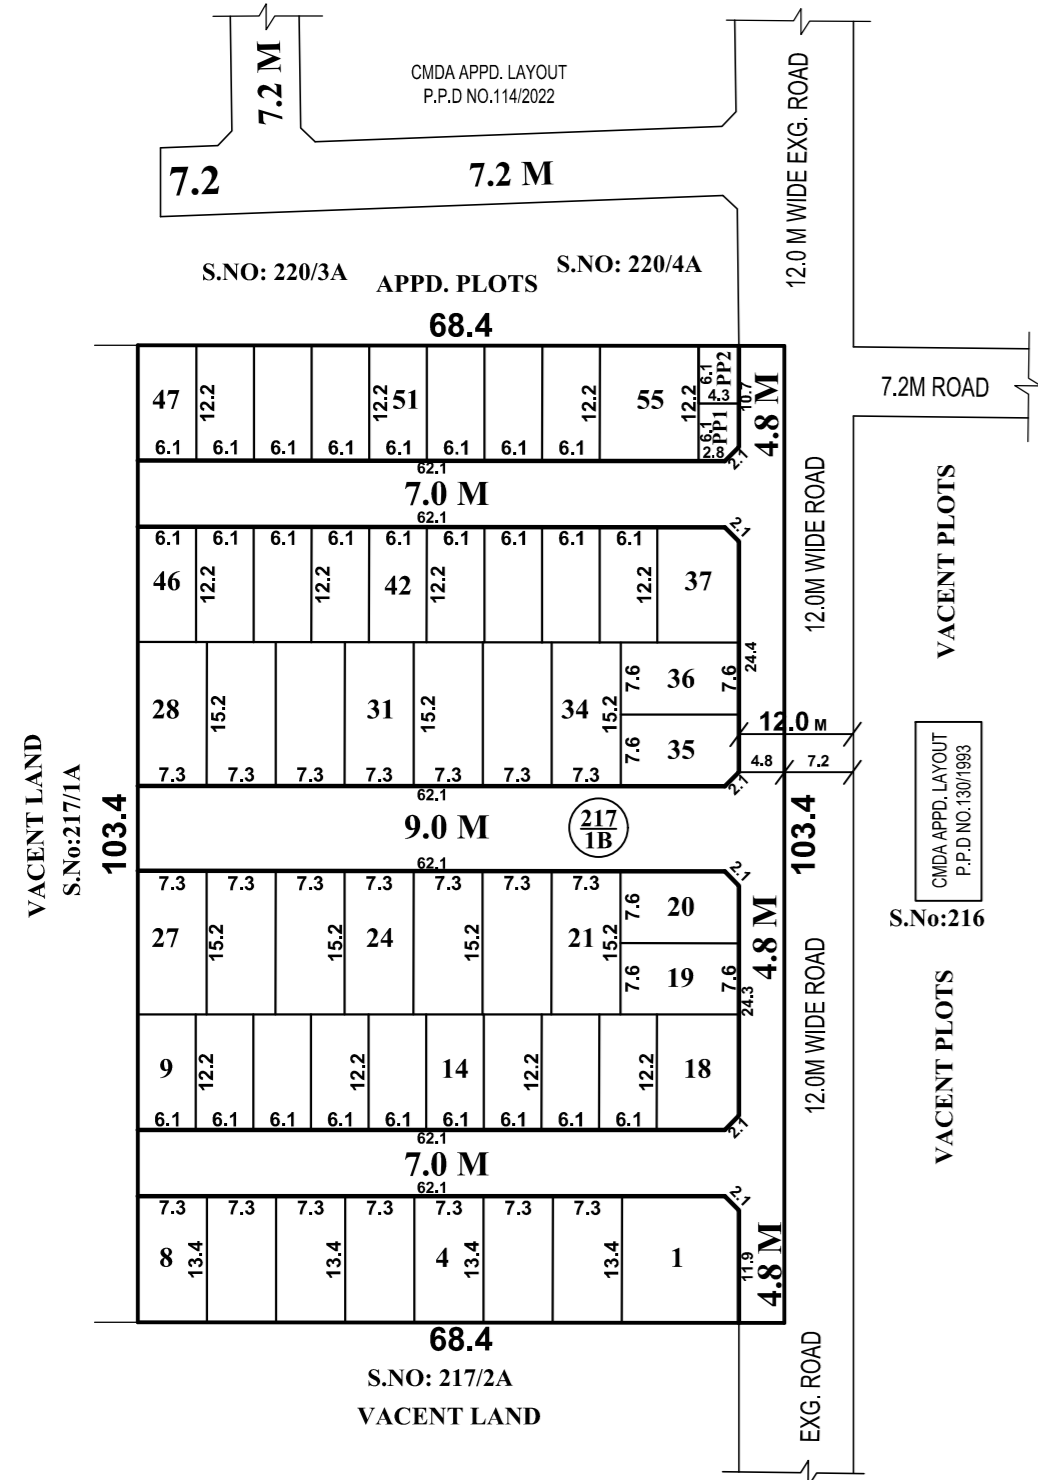 7.2 M
CMDA APPD. LAYOUT
P.P.D NO.114/2022
12.0 M WIDE EXG. ROAD
7.2
7.2 M
S.NO: 220/3A
S.NO: 220/4A
APPD. PLOTS
68.4
7.2M ROAD
47 12.2 12.2 51 12.2 55 12.2
6.1 PP2
4.3
6.1 PP1
2.8
10.7
4.8 M
6.1 6.1 6.1 6.1 6.1 6.1 6.1 6.1
2.1
62.1
7.0 M
62.1
2.1
12.0M WIDE ROAD
VACENT PLOTS
6.1 6.1 6.1 6.1 6.1 6.1 6.1 6.1 6.1
46 12.2 12.2 42 12.2 12.2 37
24.4
28 15.2 31 15.2 34 15.2
7.6 36 7.6
7.6 35
12.0 M
4.8 7.2
7.3 7.3 7.3 7.3 7.3 7.3 7.3
2.1
62.1
9.0 M
217
1B
62.1
2.1
VACENT LAND
S.No:217/1A
103.4
103.4
CMDA APPD. LAYOUT
P.P.D NO.130/1993
S.No:216
7.3 7.3 7.3 7.3 7.3 7.3 7.3
27 15.2 15.2 24 15.2 21 15.2
7.6 20
7.6 19 7.6
4.8 M
24.3
12.0M WIDE ROAD
VACENT PLOTS
9 12.2 12.2 14 12.2 12.2 18
6.1 6.1 6.1 6.1 6.1 6.1 6.1 6.1 6.1
2.1
62.1
7.0 M
62.1
2.1
7.3 7.3 7.3 7.3 7.3 7.3 7.3
8 13.4 13.4 4 13.4 13.4 1
11.9
4.8 M
68.4
S.NO: 217/2A
VACENT LAND
EXG. ROAD